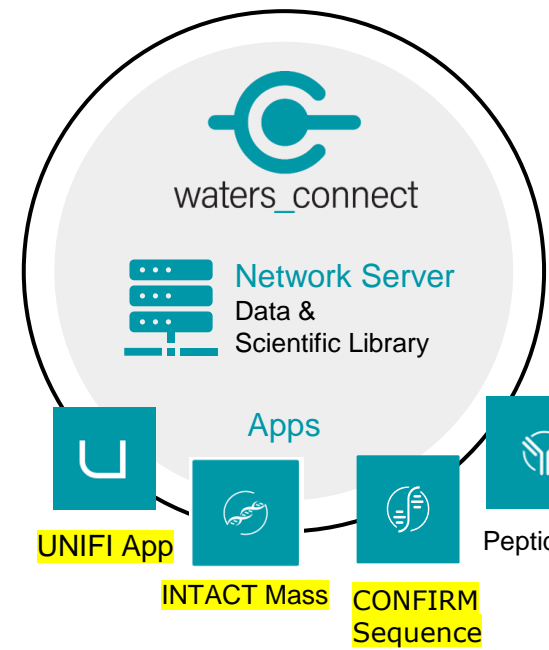 waters_connect
Network Server
Data &
Scientific Library
Apps
UNIFI App
INTACT Mass
CONFIRM
Sequence